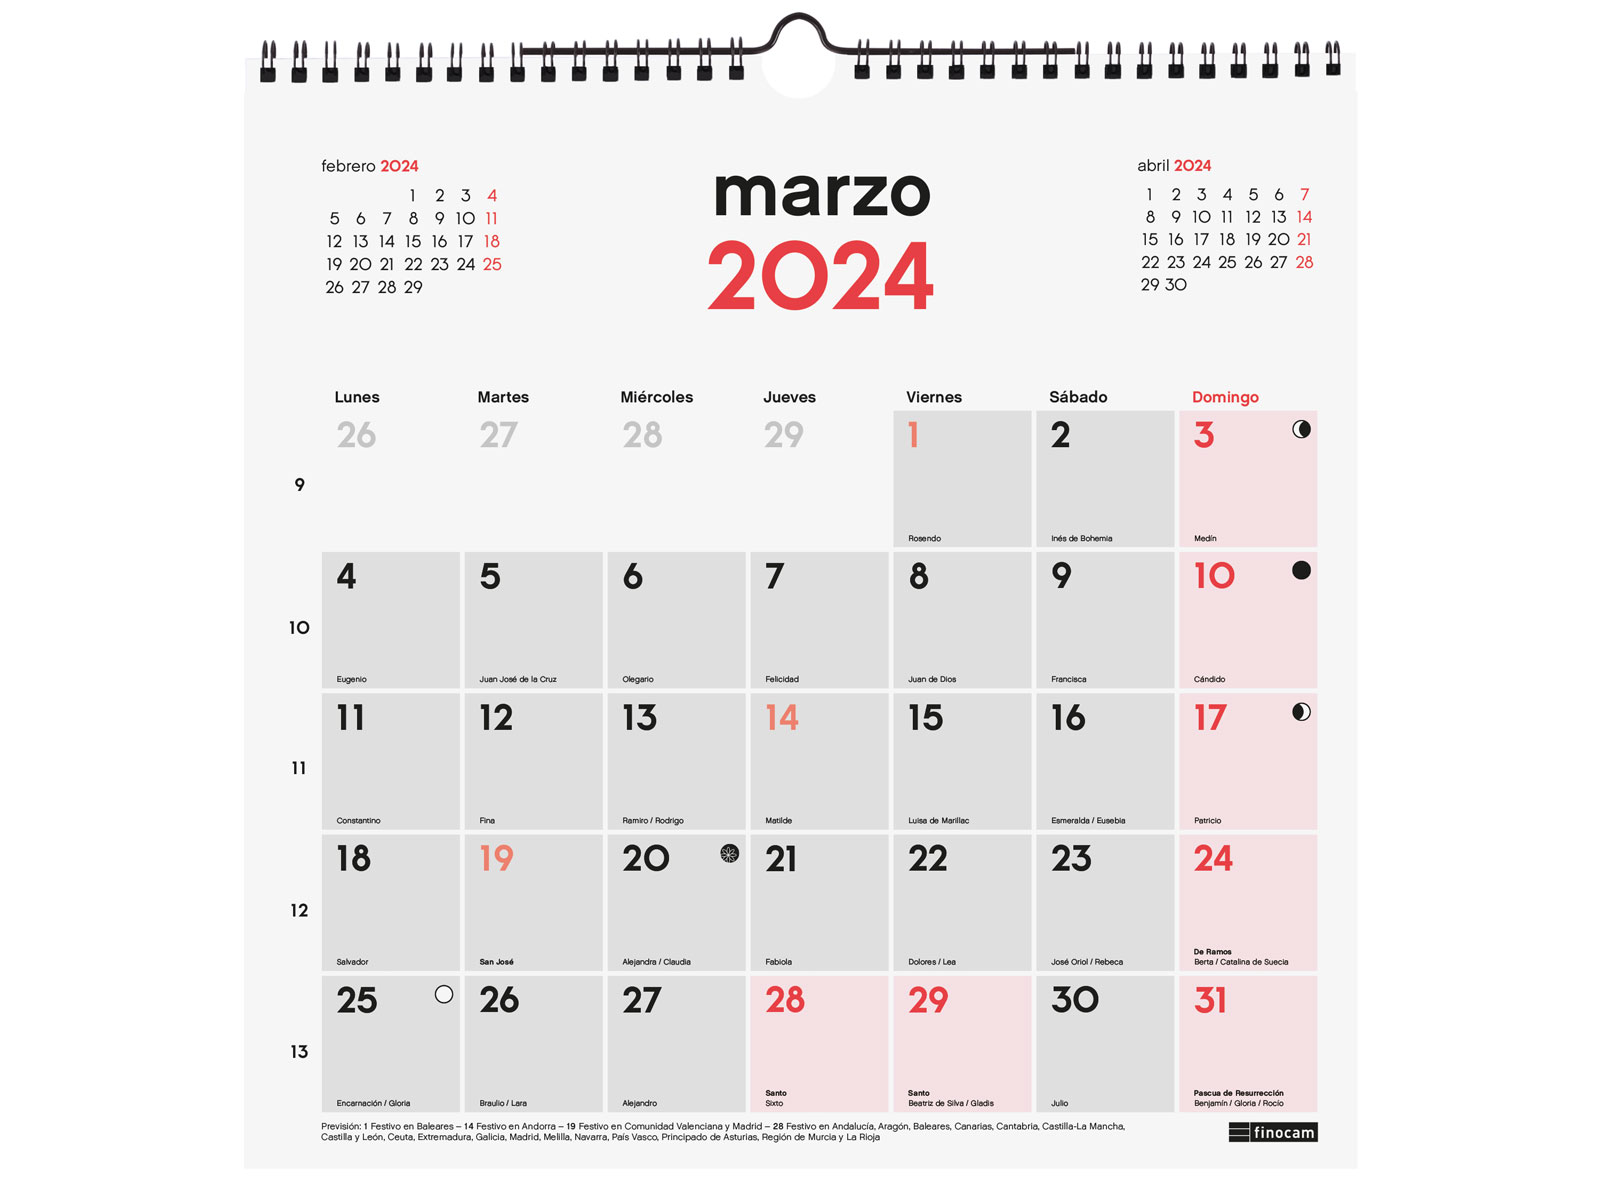 febrero 2024
1 2 3 4
5 6 7 8 9 10 11
12 13 14 15 16 17 18
19 20 21 22 23 24 25
26 27 28 29
marzo
2024
abril 2024
1 2 3 4 5 6 7
8 9 10 11 12 13 14
15 16 17 18 19 20 21
22 23 24 25 26 27 28
29 30
Lunes Martes Miércoles Jueves Viernes Sábado Domingo
26 27 28 29 1 2 3
9
Rosendo Inés de Bohemia Medín
4 5 6 7 8 9 10
10
Eugenio Juan José de la Cruz Olegario Felicidad Juan de Dios Francisca Cándido
11 12 13 14 15 16 17
11
Constantino Fina Ramiro / Rodrigo Matilde Luisa de Marillac Esmeralda / Eusebia Patricio
18 19 20 21 22 23 24
12
De Ramos
Salvador San José Alejandra / Claudia Fabiola Dolores / Lea José Oriol / Rebeca Berta / Catalina de Suecia
25 26 27 28 29 30 31
13
Santo Santo Pascua de Resurrección
Encarnación / Gloria Braulio / Lara Alejandro Sixto Beatriz de Silva / Gladis Julio Benjamín / Gloria / Rocío
Previsión: 1 Festivo en Baleares – 14 Festivo en Andorra – 19 Festivo en Comunidad Valenciana y Madrid – 28 Festivo en Andalucía, Aragón, Baleares, Canarias, Cantabria, Castilla-La Mancha,
Castilla y León, Ceuta, Extremadura, Galicia, Madrid, Melilla, Navarra, País Vasco, Principado de Asturias, Región de Murcia y La Rioja
finocam